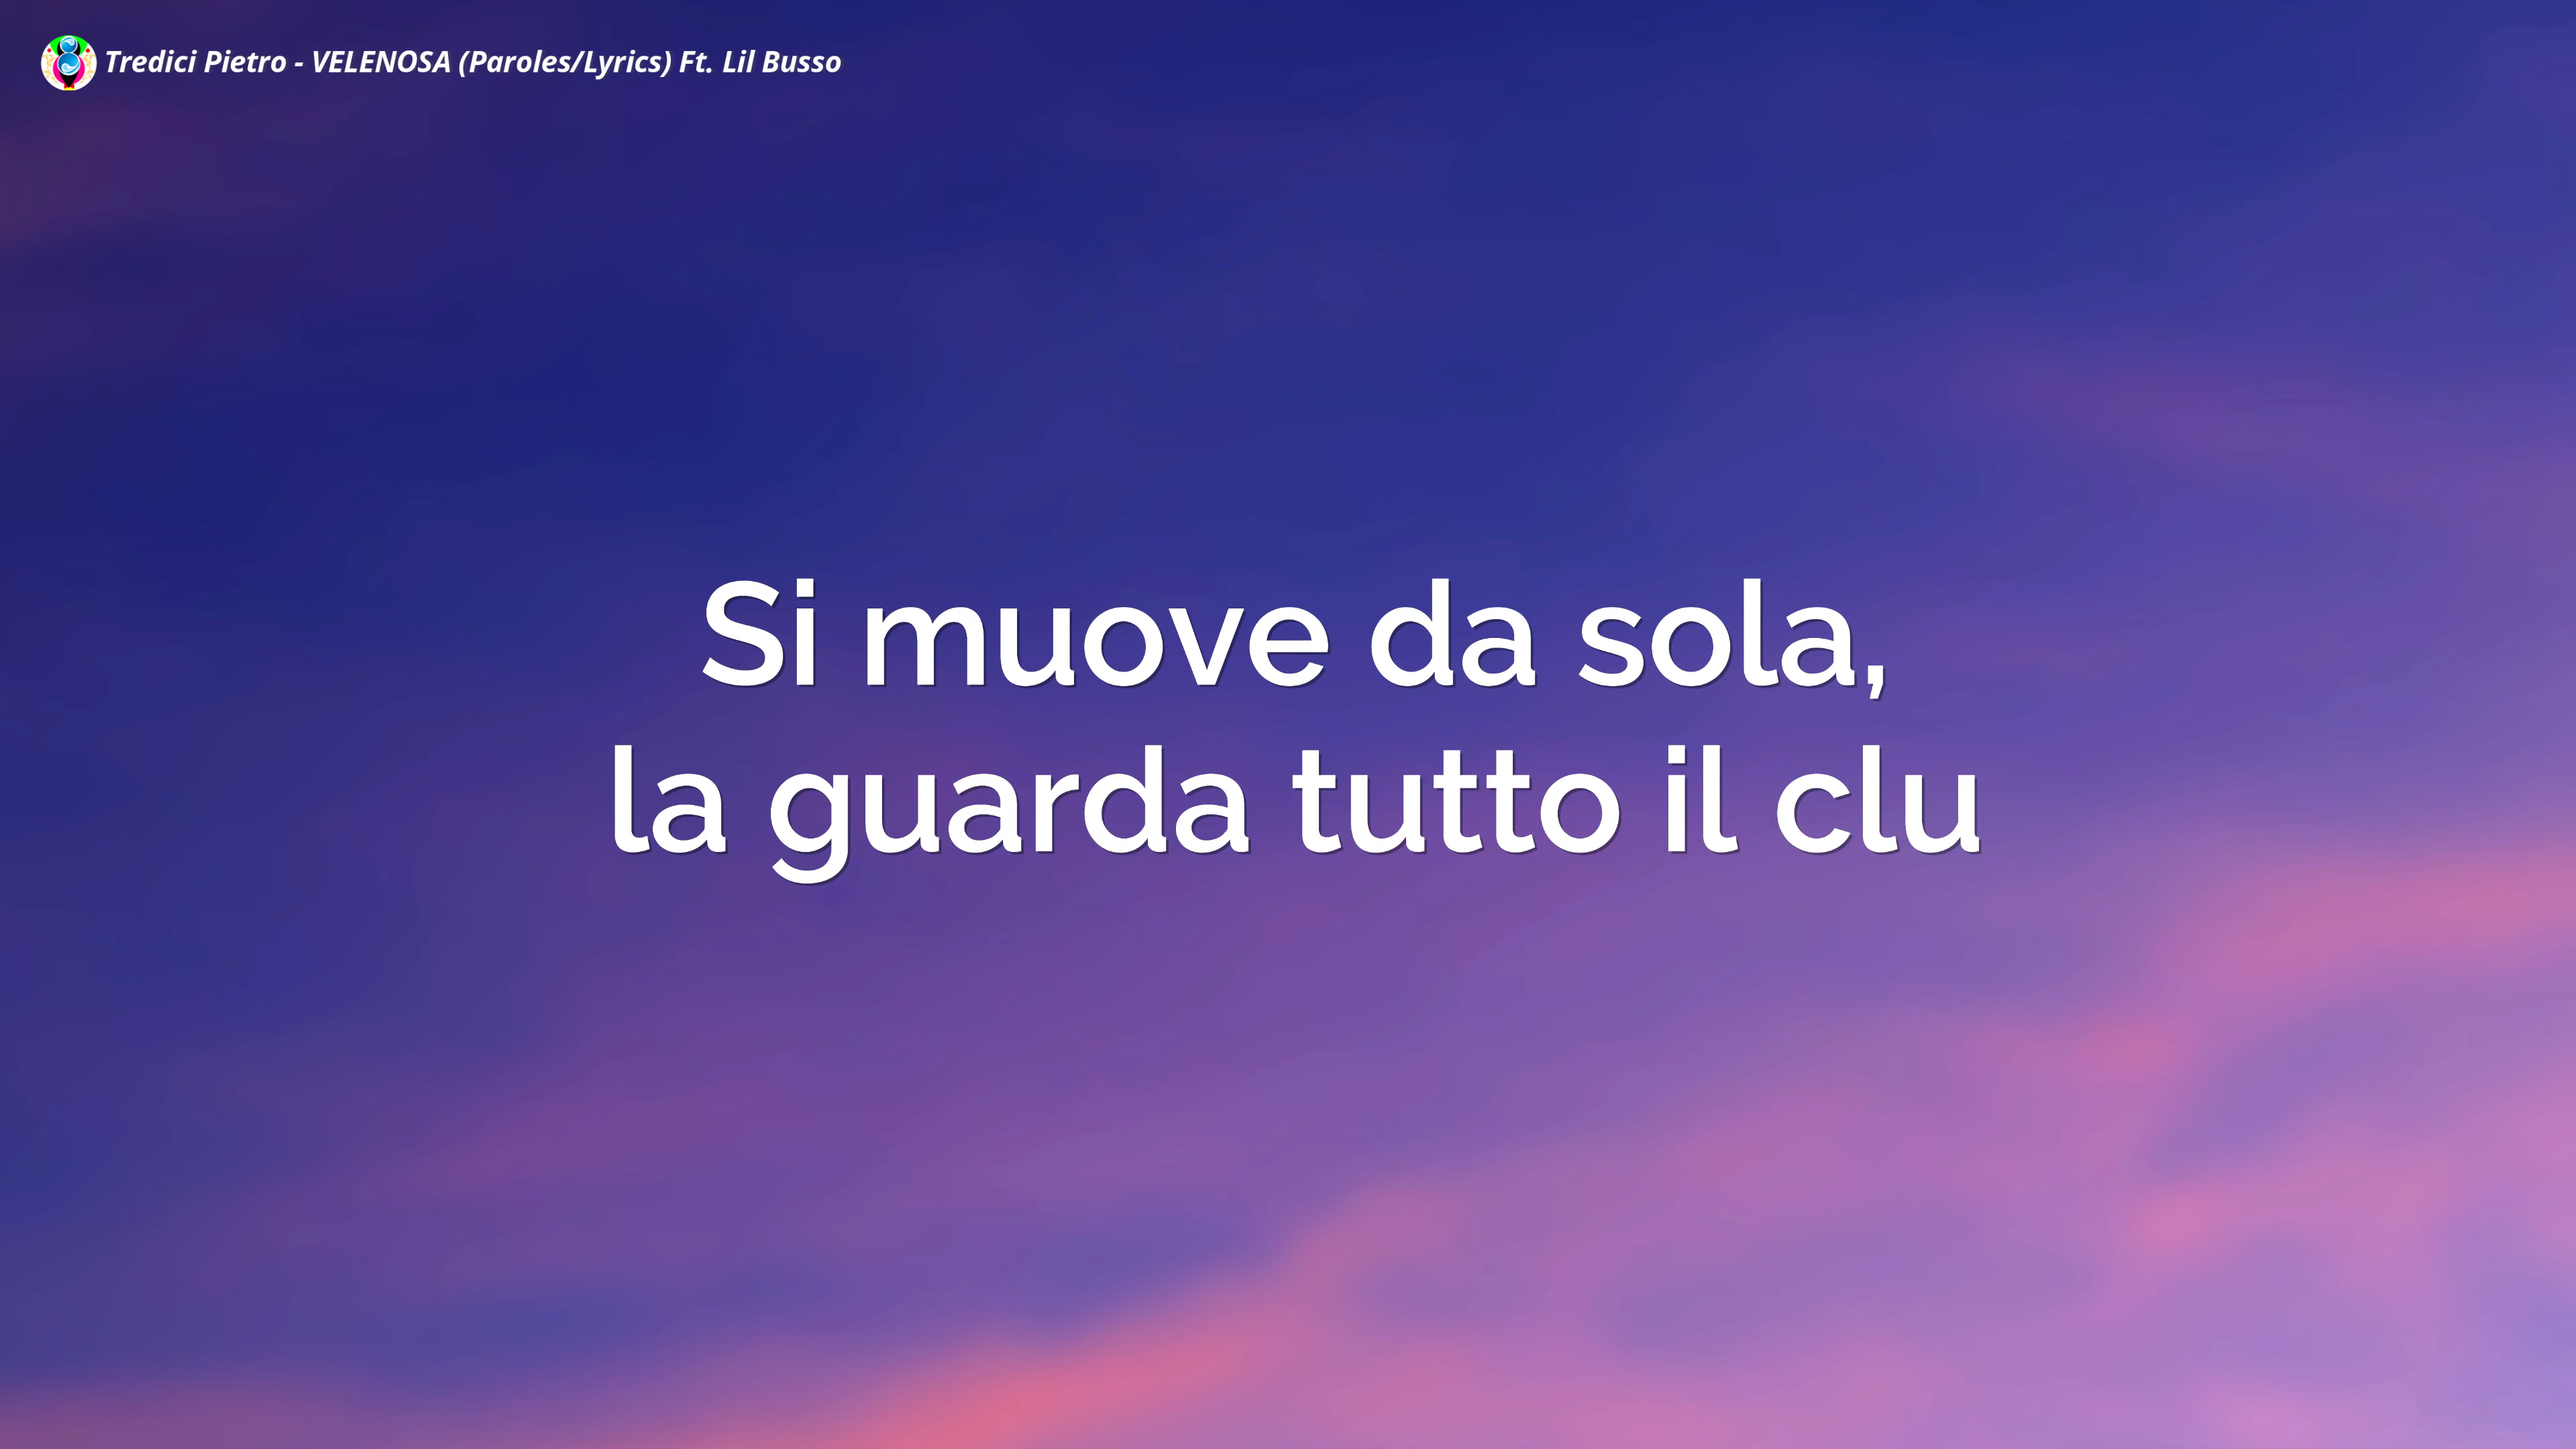 Tredici Pietro - VELENOSA (Paroles/Lyrics) Ft. Lil Busso
Si muove da sola,
la guarda tutto il clu